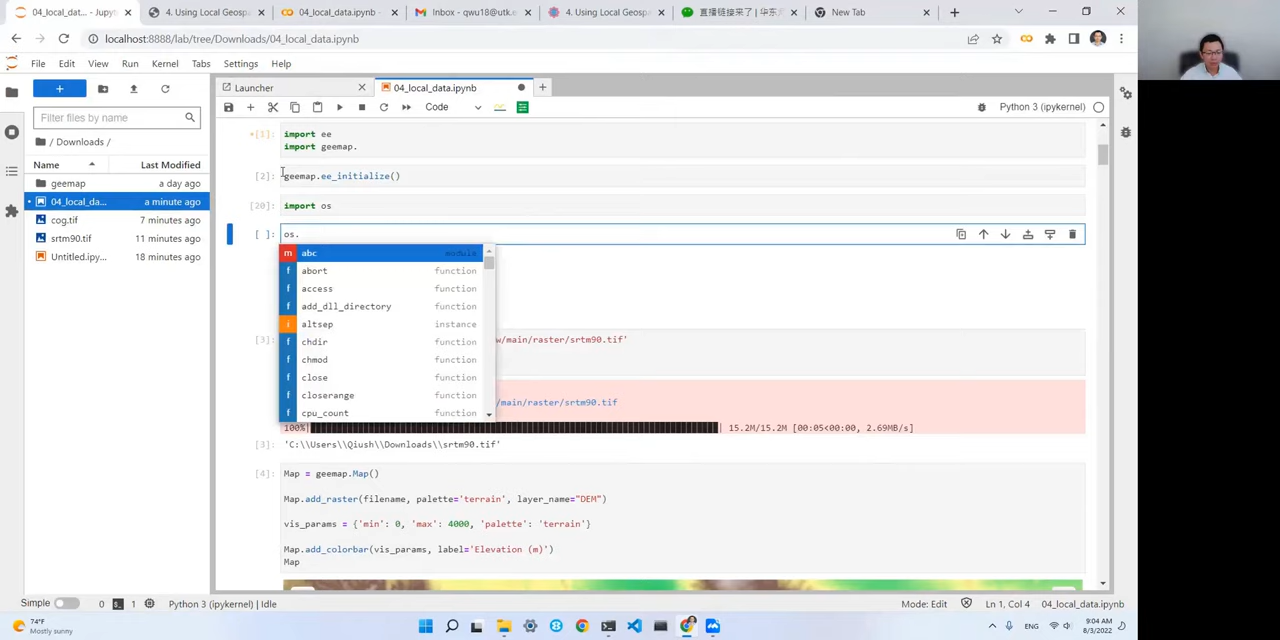 04_local_data.ipynb - Jupyt
4. Using Local Geospa
04_local_data.ipynb -
Inbox - qwu18@utk.e
4. Using Local Geospa
直播链接来了 | 华东
New Tab
localhost:8888/lab/tree/Downloads/04_local_data.ipynb
File Edit View Run Kernel Tabs Settings Help
Launcher
04_local_data.ipynb
Code
Python 3 (ipykernel)
Filter files by name
/ Downloads /
Name Last Modified
geemap a day ago
04_local_da... a minute ago
cog.tif 7 minutes ago
srtm90.tif 11 minutes ago
Untitled.ipy... 18 minutes ago
*[1]: import ee
import geemap.
[2]: geemap.ee_initialize()
[20]: import os
[ ]: os.
m abc module
f abort function
f access function
f add_dll_directory function
i altsep instance
f chdir function
f chmod function
f close function
f closerange function
f cpu_count function
[3]: w/main/raster/srtm90.tif'
/main/raster/srtm90.tif
100%| | 15.2M/15.2M [00:05<00:00, 2.69MB/s]
[3]: 'C:\\Users\\Qiush\\Downloads\\srtm90.tif'
[4]: Map = geemap.Map()
Map.add_raster(filename, palette='terrain', layer_name="DEM")
vis_params = {'min': 0, 'max': 4000, 'palette': 'terrain'}
Map.add_colorbar(vis_params, label='Elevation (m)')
Map
Simple 0 1 Python 3 (ipykernel) | Idle Mode: Edit Ln 1, Col 4 04_local_data.ipynb
74°F
Mostly sunny
ENG
9:04 AM
8/3/2022